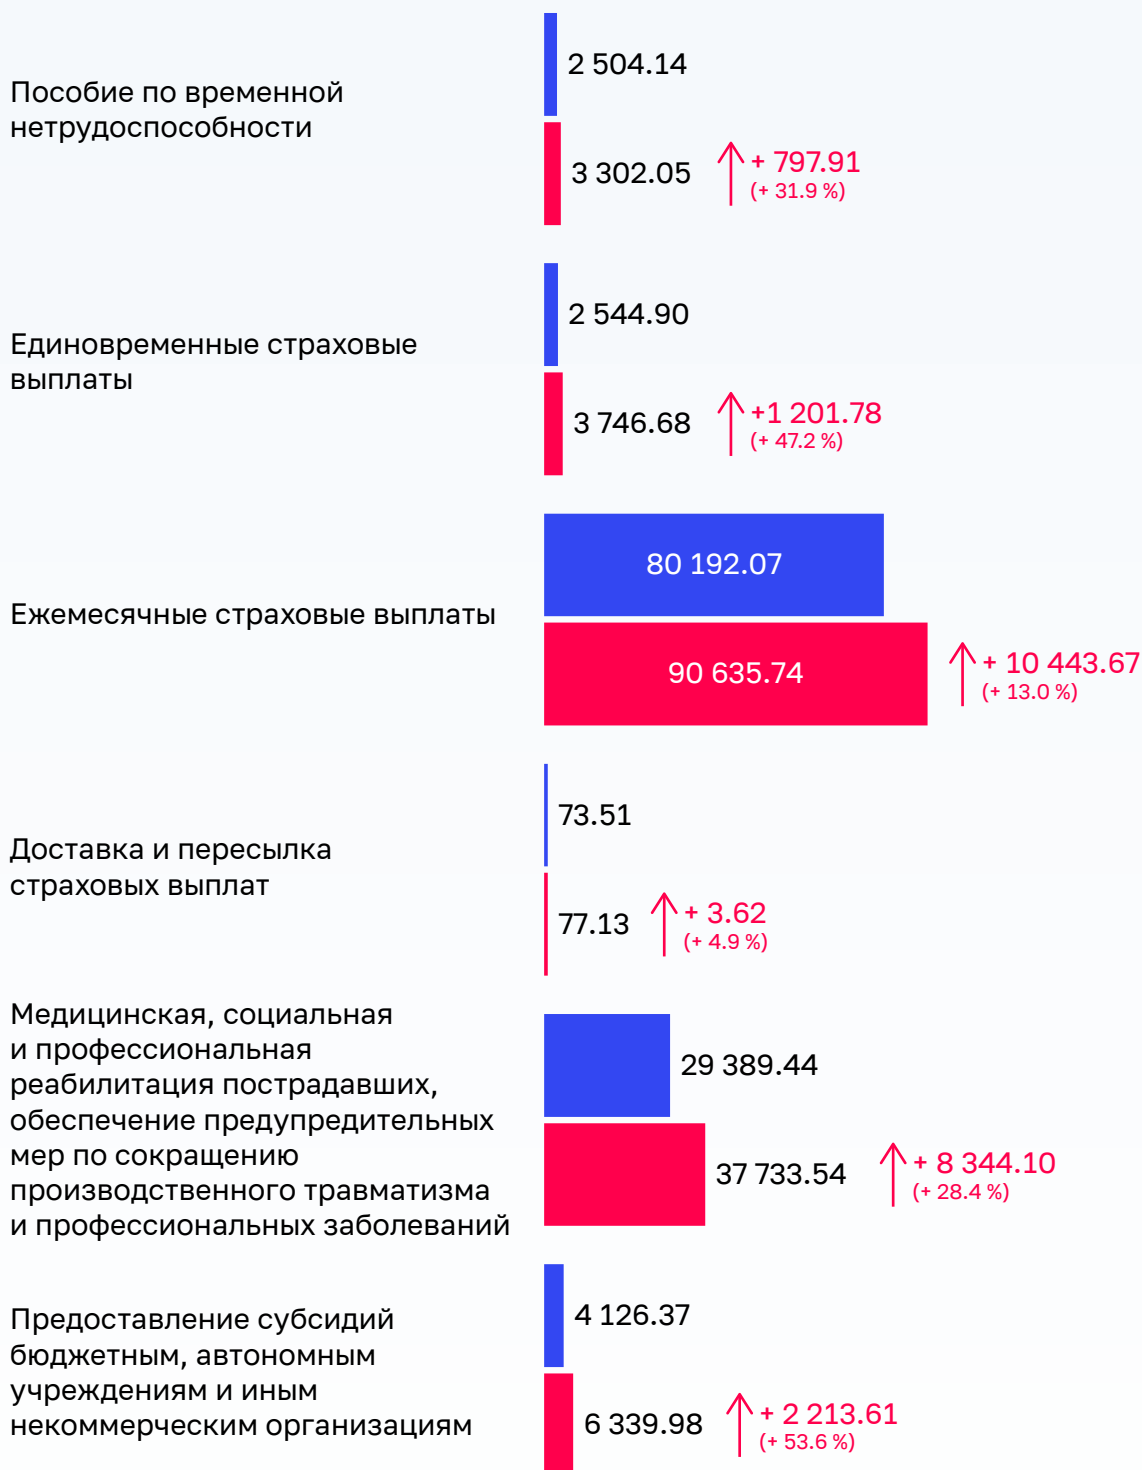 Пособие по временной
нетрудоспособности
2 504.14
3 302.05
+ 797.91
(+ 31.9 %)
Единовременные страховые
выплаты
2 544.90
3 746.68
+1 201.78
(+ 47.2 %)
Ежемесячные страховые выплаты
80 192.07
90 635.74
+ 10 443.67
(+ 13.0 %)
Доставка и пересылка
страховых выплат
73.51
77.13
+ 3.62
(+ 4.9 %)
Медицинская, социальная
и профессиональная
реабилитация пострадавших,
обеспечение предупредительных
мер по сокращению
производственного травматизма
и профессиональных заболеваний
29 389.44
37 733.54
+ 8 344.10
(+ 28.4 %)
Предоставление субсидий
бюджетным, автономным
учреждениям и иным
некоммерческим организациям
4 126.37
6 339.98
+ 2 213.61
(+ 53.6 %)